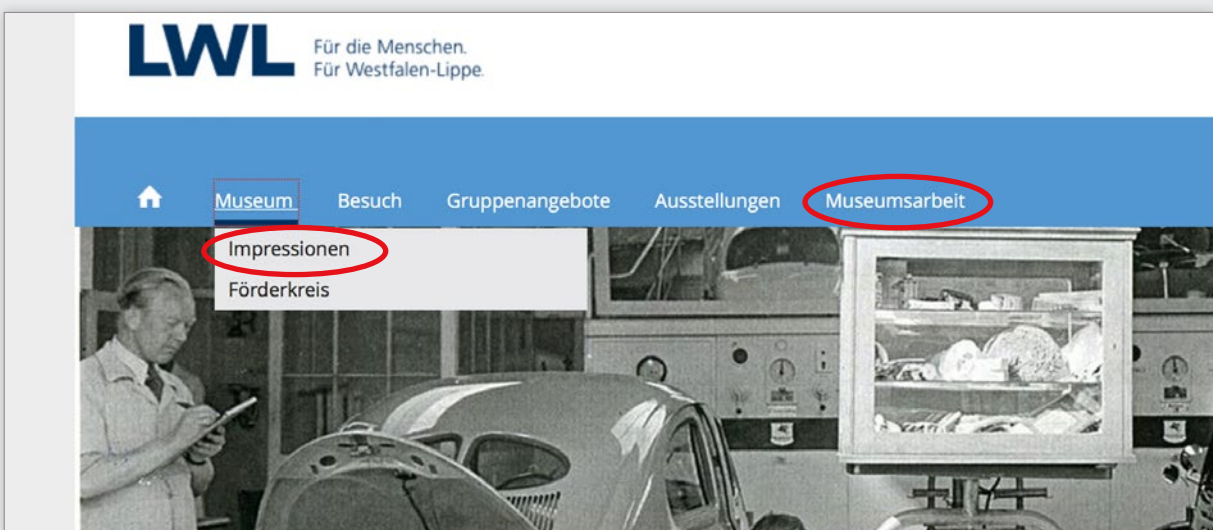 LWL
Für die Menschen.
Für Westfalen-Lippe.
Museum Besuch Gruppenangebote Ausstellungen Museumsarbeit
Impressionen
Förderkreis